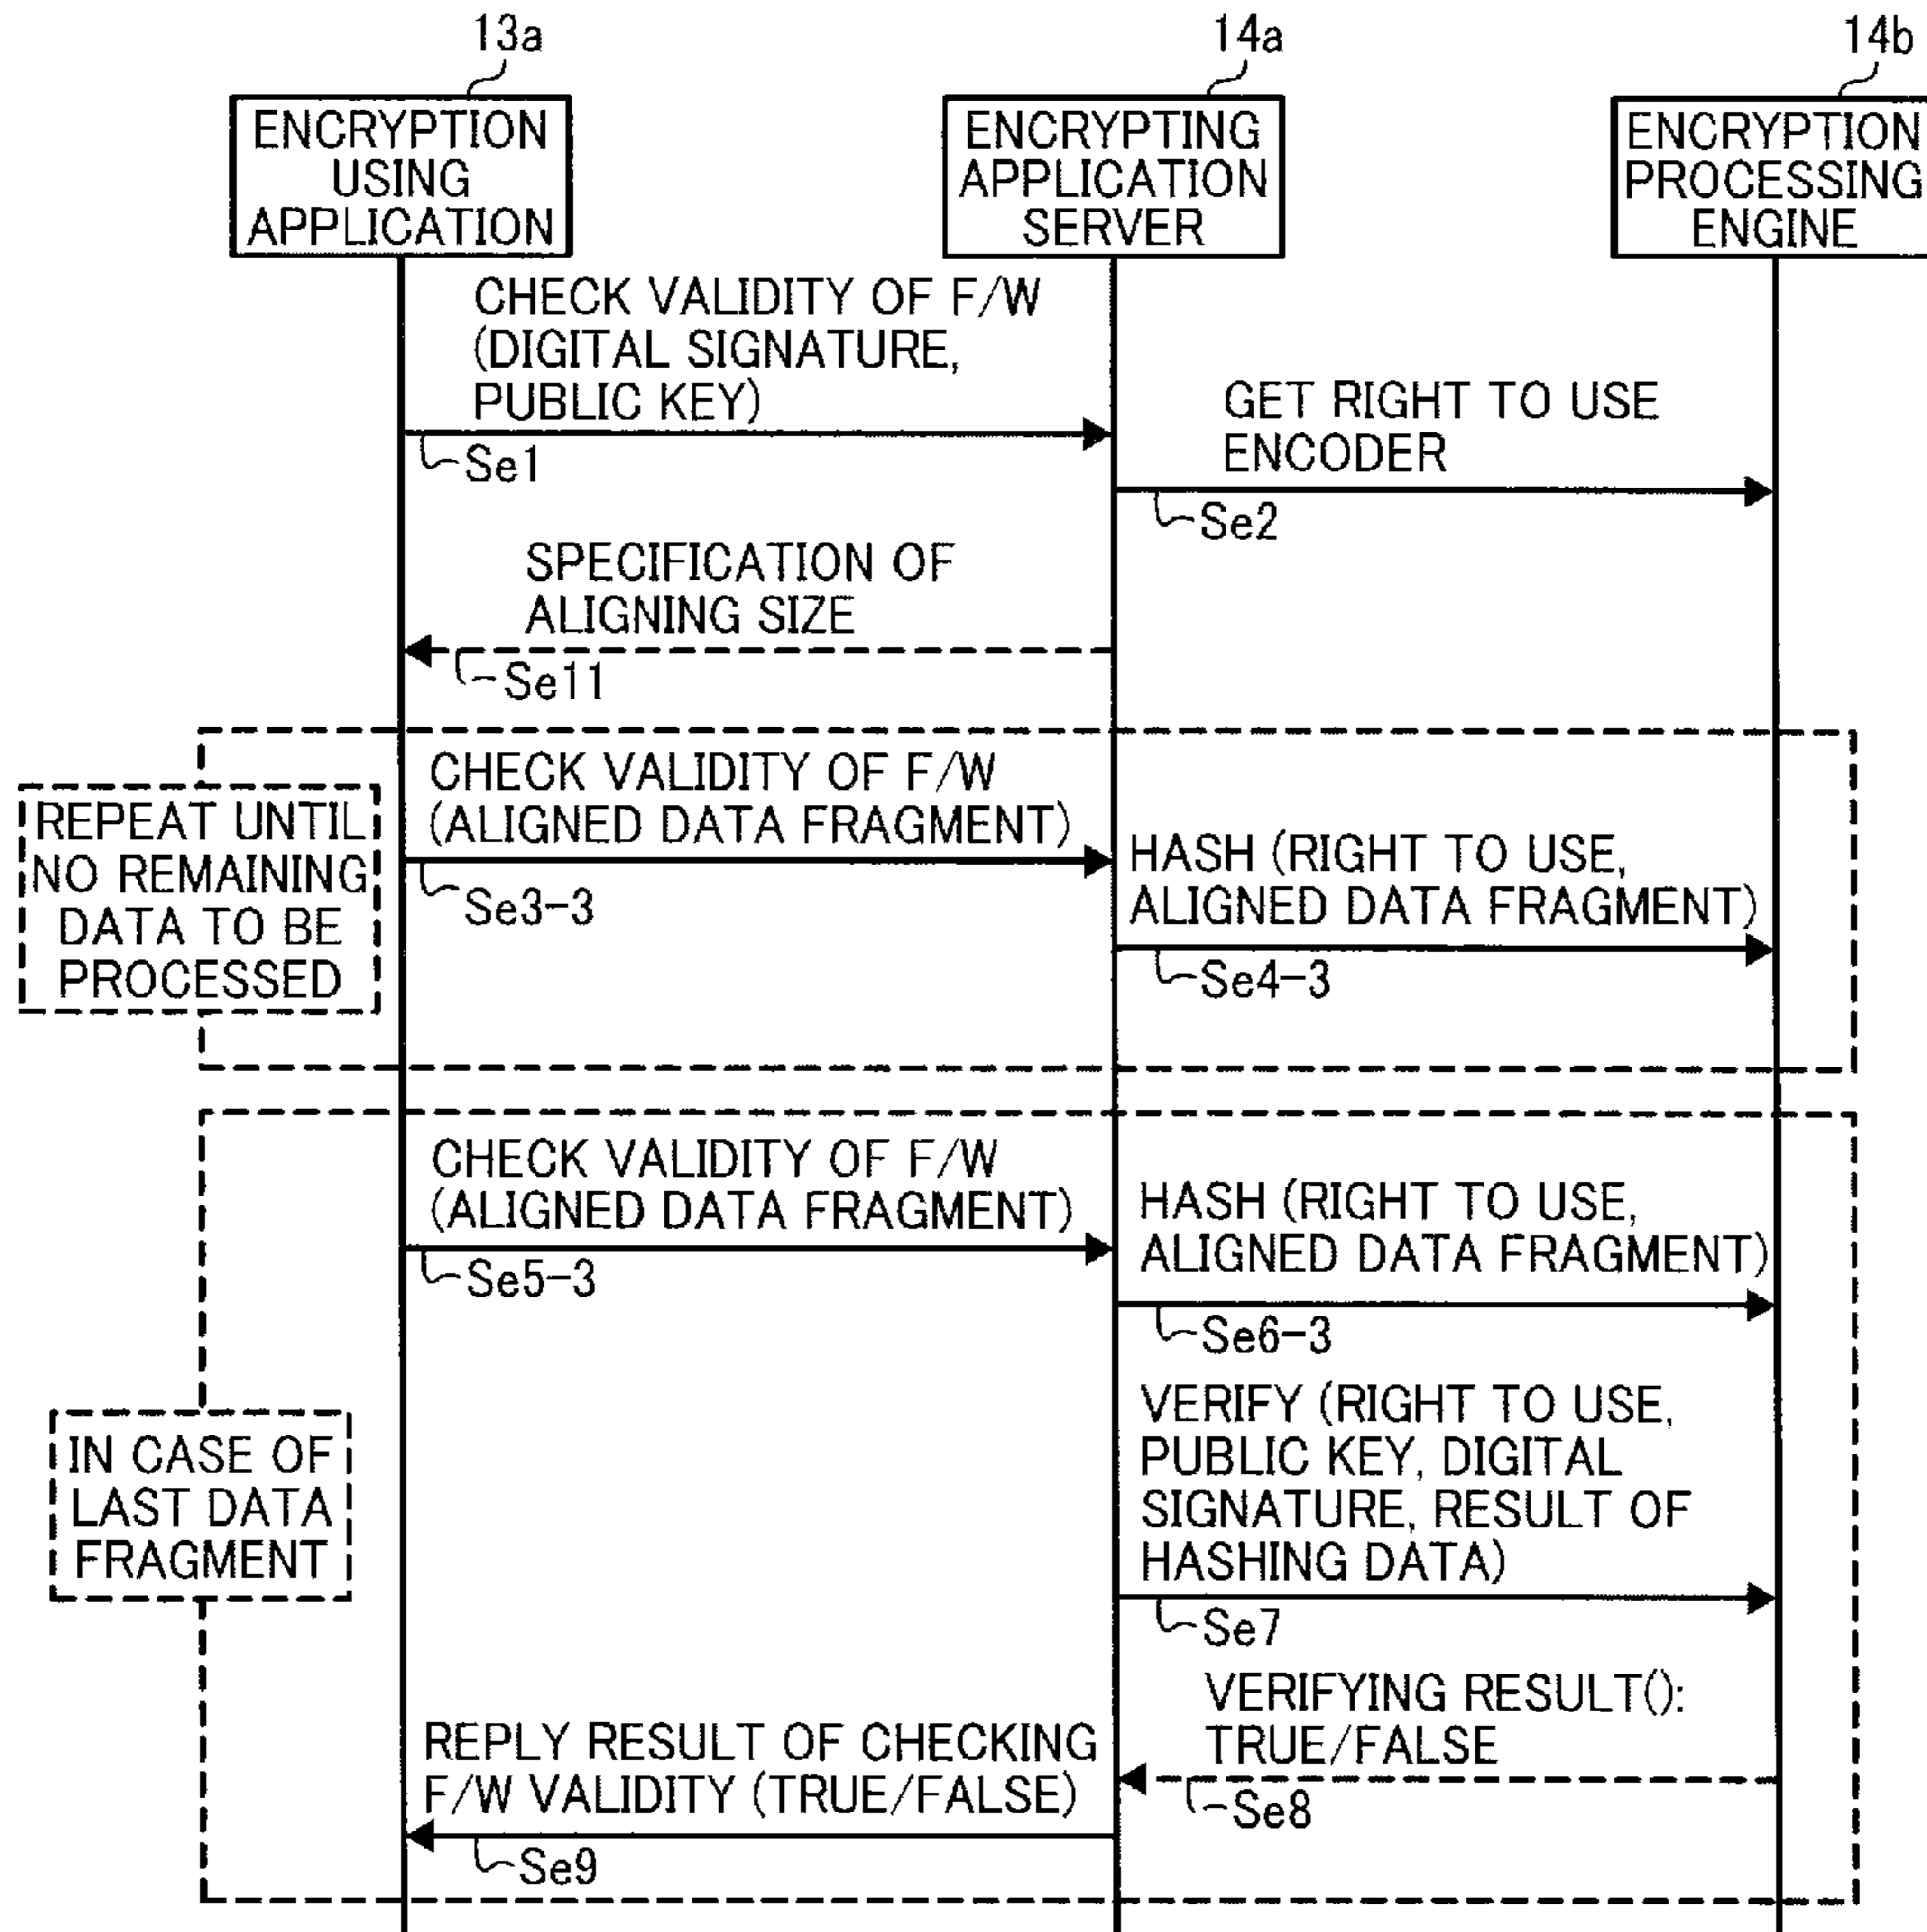 13a
14a
14b
ENCRYPTION
USING
APPLICATION
ENCRYPTING
APPLICATION
SERVER
ENCRYPTION
PROCESSING
ENGINE
CHECK VALIDITY OF F/W
(DIGITAL SIGNATURE,
PUBLIC KEY)
Se1
GET RIGHT TO USE
ENCODER
Se2
SPECIFICATION OF
ALIGNING SIZE
Se11
REPEAT UNTIL
NO REMAINING
DATA TO BE
PROCESSED
CHECK VALIDITY OF F/W
(ALIGNED DATA FRAGMENT)
Se3-3
HASH (RIGHT TO USE,
ALIGNED DATA FRAGMENT)
Se4-3
IN CASE OF
LAST DATA
FRAGMENT
CHECK VALIDITY OF F/W
(ALIGNED DATA FRAGMENT)
Se5-3
HASH (RIGHT TO USE,
ALIGNED DATA FRAGMENT)
Se6-3
VERIFY (RIGHT TO USE,
PUBLIC KEY, DIGITAL
SIGNATURE, RESULT OF
HASHING DATA)
Se7
VERIFYING RESULT():
TRUE/FALSE
Se8
REPLY RESULT OF CHECKING
F/W VALIDITY (TRUE/FALSE)
Se9